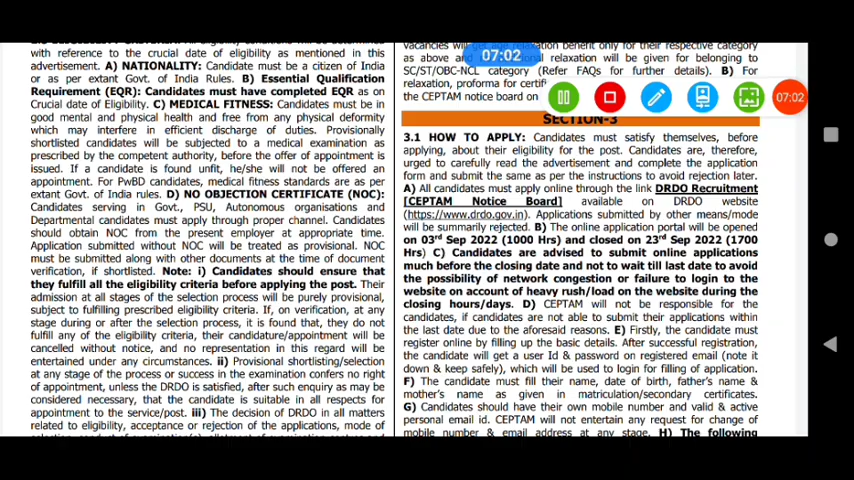 with reference to the crucial date of eligibility as mentioned in this
advertisement. A) NATIONALITY: Candidate must be a citizen of India
or as per extant Govt. of India Rules. B) Essential Qualification
Requirement (EQR): Candidates must have completed EQR as on
Crucial date of Eligibility. C) MEDICAL FITNESS: Candidates must be in
good mental and physical health and free from any physical deformity
which may interfere in efficient discharge of duties. Provisionally
shortlisted candidates will be subjected to a medical examination as
prescribed by the competent authority, before the offer of appointment is
issued. If a candidate is found unfit, he/she will not be offered an
appointment. For PwBD candidates, medical fitness standards are as per
extant Govt. of India rules. D) NO OBJECTION CERTIFICATE (NOC):
Candidates serving in Govt., PSU, Autonomous organisations and
Departmental candidates must apply through proper channel. Candidates
should obtain NOC from the present employer at appropriate time.
Application submitted without NOC will be treated as provisional. NOC
must be submitted along with other documents at the time of document
verification, if shortlisted. Note: i) Candidates should ensure that
they fulfill all the eligibility criteria before applying the post. Their
admission at all stages of the selection process will be purely provisional,
subject to fulfilling prescribed eligibility criteria. If, on verification, at any
stage during or after the selection process, it is found that, they do not
fulfill any of the eligibility criteria, their candidature/appointment will be
cancelled without notice, and no representation in this regard will be
entertained under any circumstances. ii) Provisional shortlisting/selection
at any stage of the process or success in the examination confers no right
of appointment, unless the DRDO is satisfied, after such enquiry as may be
considered necessary, that the candidate is suitable in all respects for
appointment to the service/post. iii) The decision of DRDO in all matters
related to eligibility, acceptance or rejection of the applications, mode of
vacancies will get age relaxation benefit only for their respective category
as above and relaxation will be given for belonging to
SC/ST/OBC-NCL category (Refer FAQs for further details). B) For
relaxation, proforma for certif
the CEPTAM notice board on
07:02
07:02
SECTION-3
3.1 HOW TO APPLY: Candidates must satisfy themselves, before
applying, about their eligibility for the post. Candidates are, therefore,
urged to carefully read the advertisement and complete the application
form and submit the same as per the instructions to avoid rejection later.
A) All candidates must apply online through the link DRDO Recruitment
[CEPTAM Notice Board] available on DRDO website
(https://www.drdo.gov.in). Applications submitted by other means/mode
will be summarily rejected. B) The online application portal will be opened
on 03rd Sep 2022 (1000 Hrs) and closed on 23rd Sep 2022 (1700
Hrs) C) Candidates are advised to submit online applications
much before the closing date and not to wait till last date to avoid
the possibility of network congestion or failure to login to the
website on account of heavy rush/load on the website during the
closing hours/days. D) CEPTAM will not be responsible for the
candidates, if candidates are not able to submit their applications within
the last date due to the aforesaid reasons. E) Firstly, the candidate must
register online by filling up the basic details. After successful registration,
the candidate will get a user Id & password on registered email (note it
down & keep safely), which will be used to login for filling of application.
F) The candidate must fill their name, date of birth, father's name &
mother's name as given in matriculation/secondary certificates.
G) Candidates should have their own mobile number and valid & active
personal email id. CEPTAM will not entertain any request for change of
mobile number & email address at any stage. H) The following